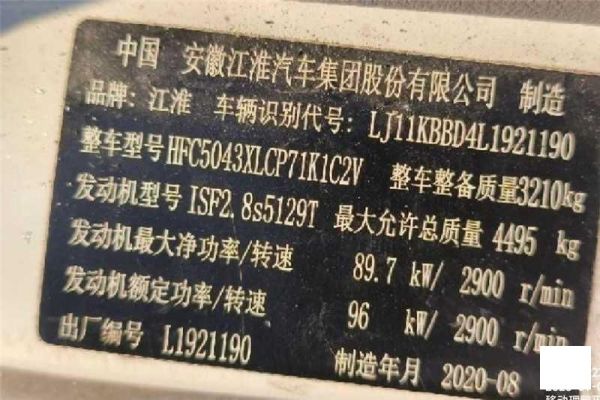 中国 安徽江淮汽车集团股份有限公司 制造
品牌: 江淮 车辆识别代号: LJ11KBBD4L1921190
整车型号HFC5043XLCP71K1C2V 整车整备质量3210kg
发动机型号ISF2.8s5129T 最大允许总质量 4495 kg
发动机最大净功率/转速 89.7 kW/ 2900 r/min
发动机额定功率/转速 96 kW/ 2900 r/min
出厂编号 L1921190 制造年月 2020-08